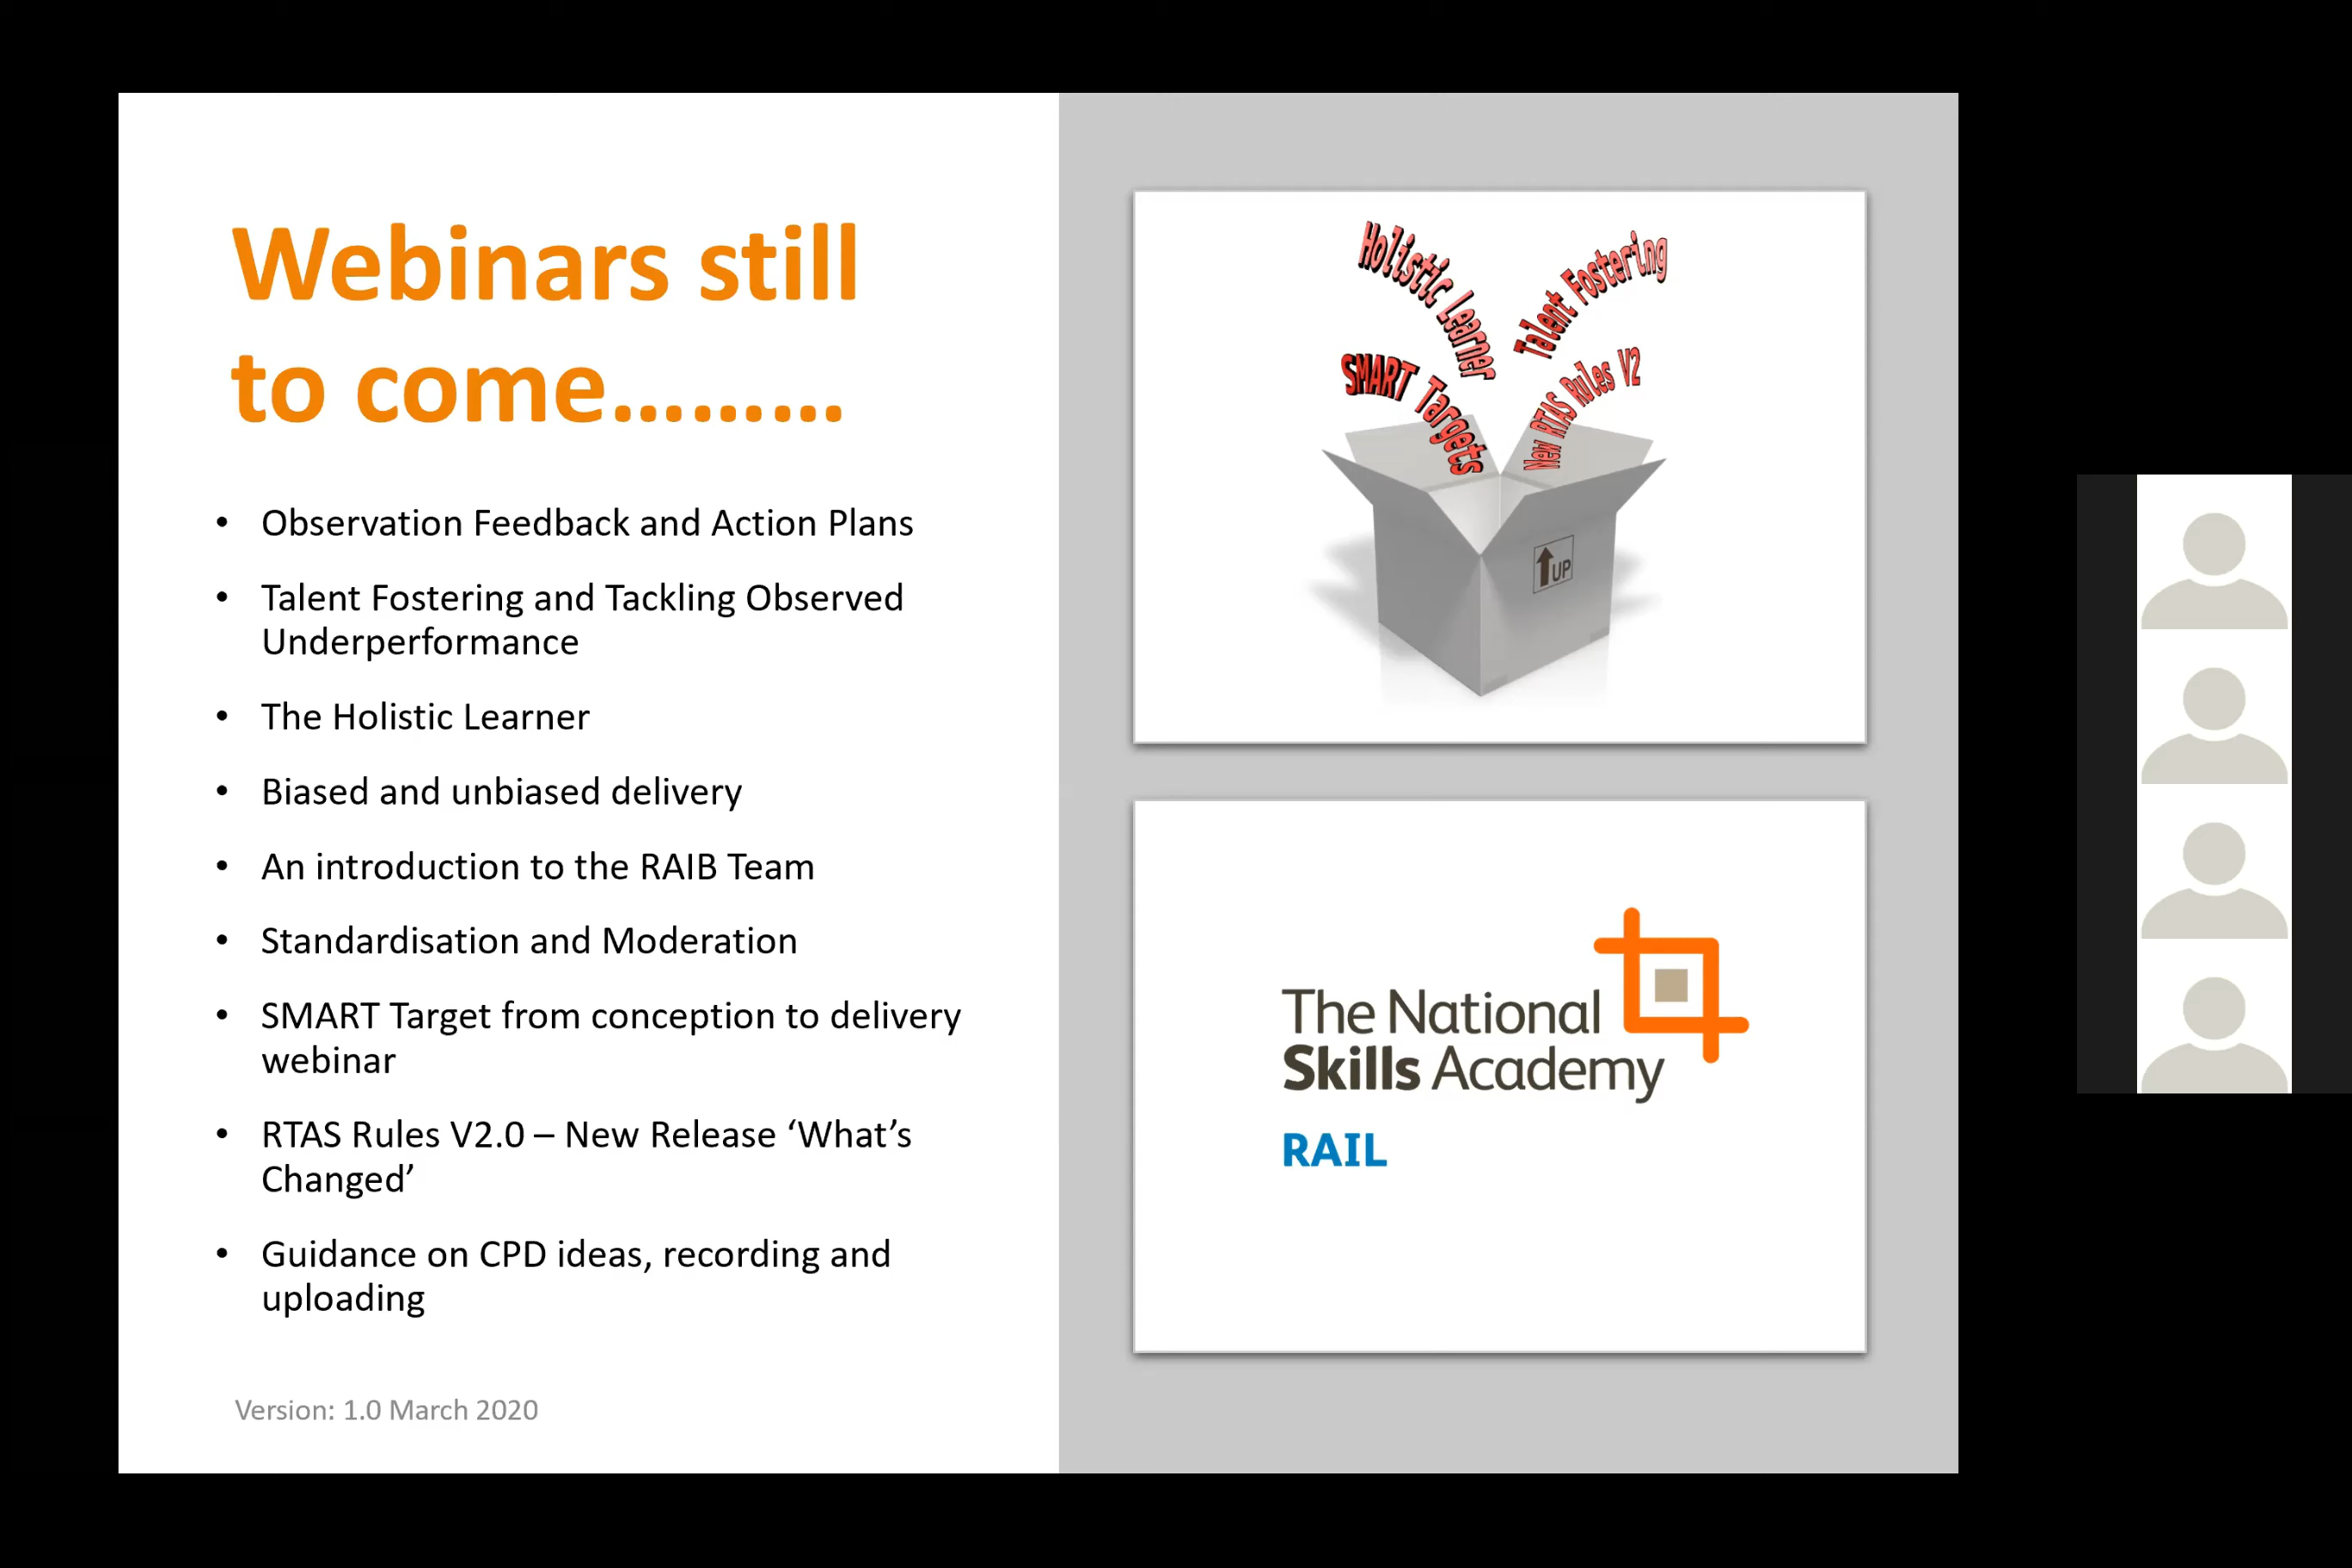 Webinars still
to come.........
• Observation Feedback and Action Plans
• Talent Fostering and Tackling Observed
Underperformance
• The Holistic Learner
• Biased and unbiased delivery
• An introduction to the RAIB Team
• Standardisation and Moderation
• SMART Target from conception to delivery
webinar
• RTAS Rules V2.0 – New Release ‘What’s
Changed’
• Guidance on CPD ideas, recording and
uploading
Version: 1.0 March 2020
Holistic Learner
Talent Fostering
SMART Targets
New RTAS Rules V2
UP
The National
Skills Academy
RAIL